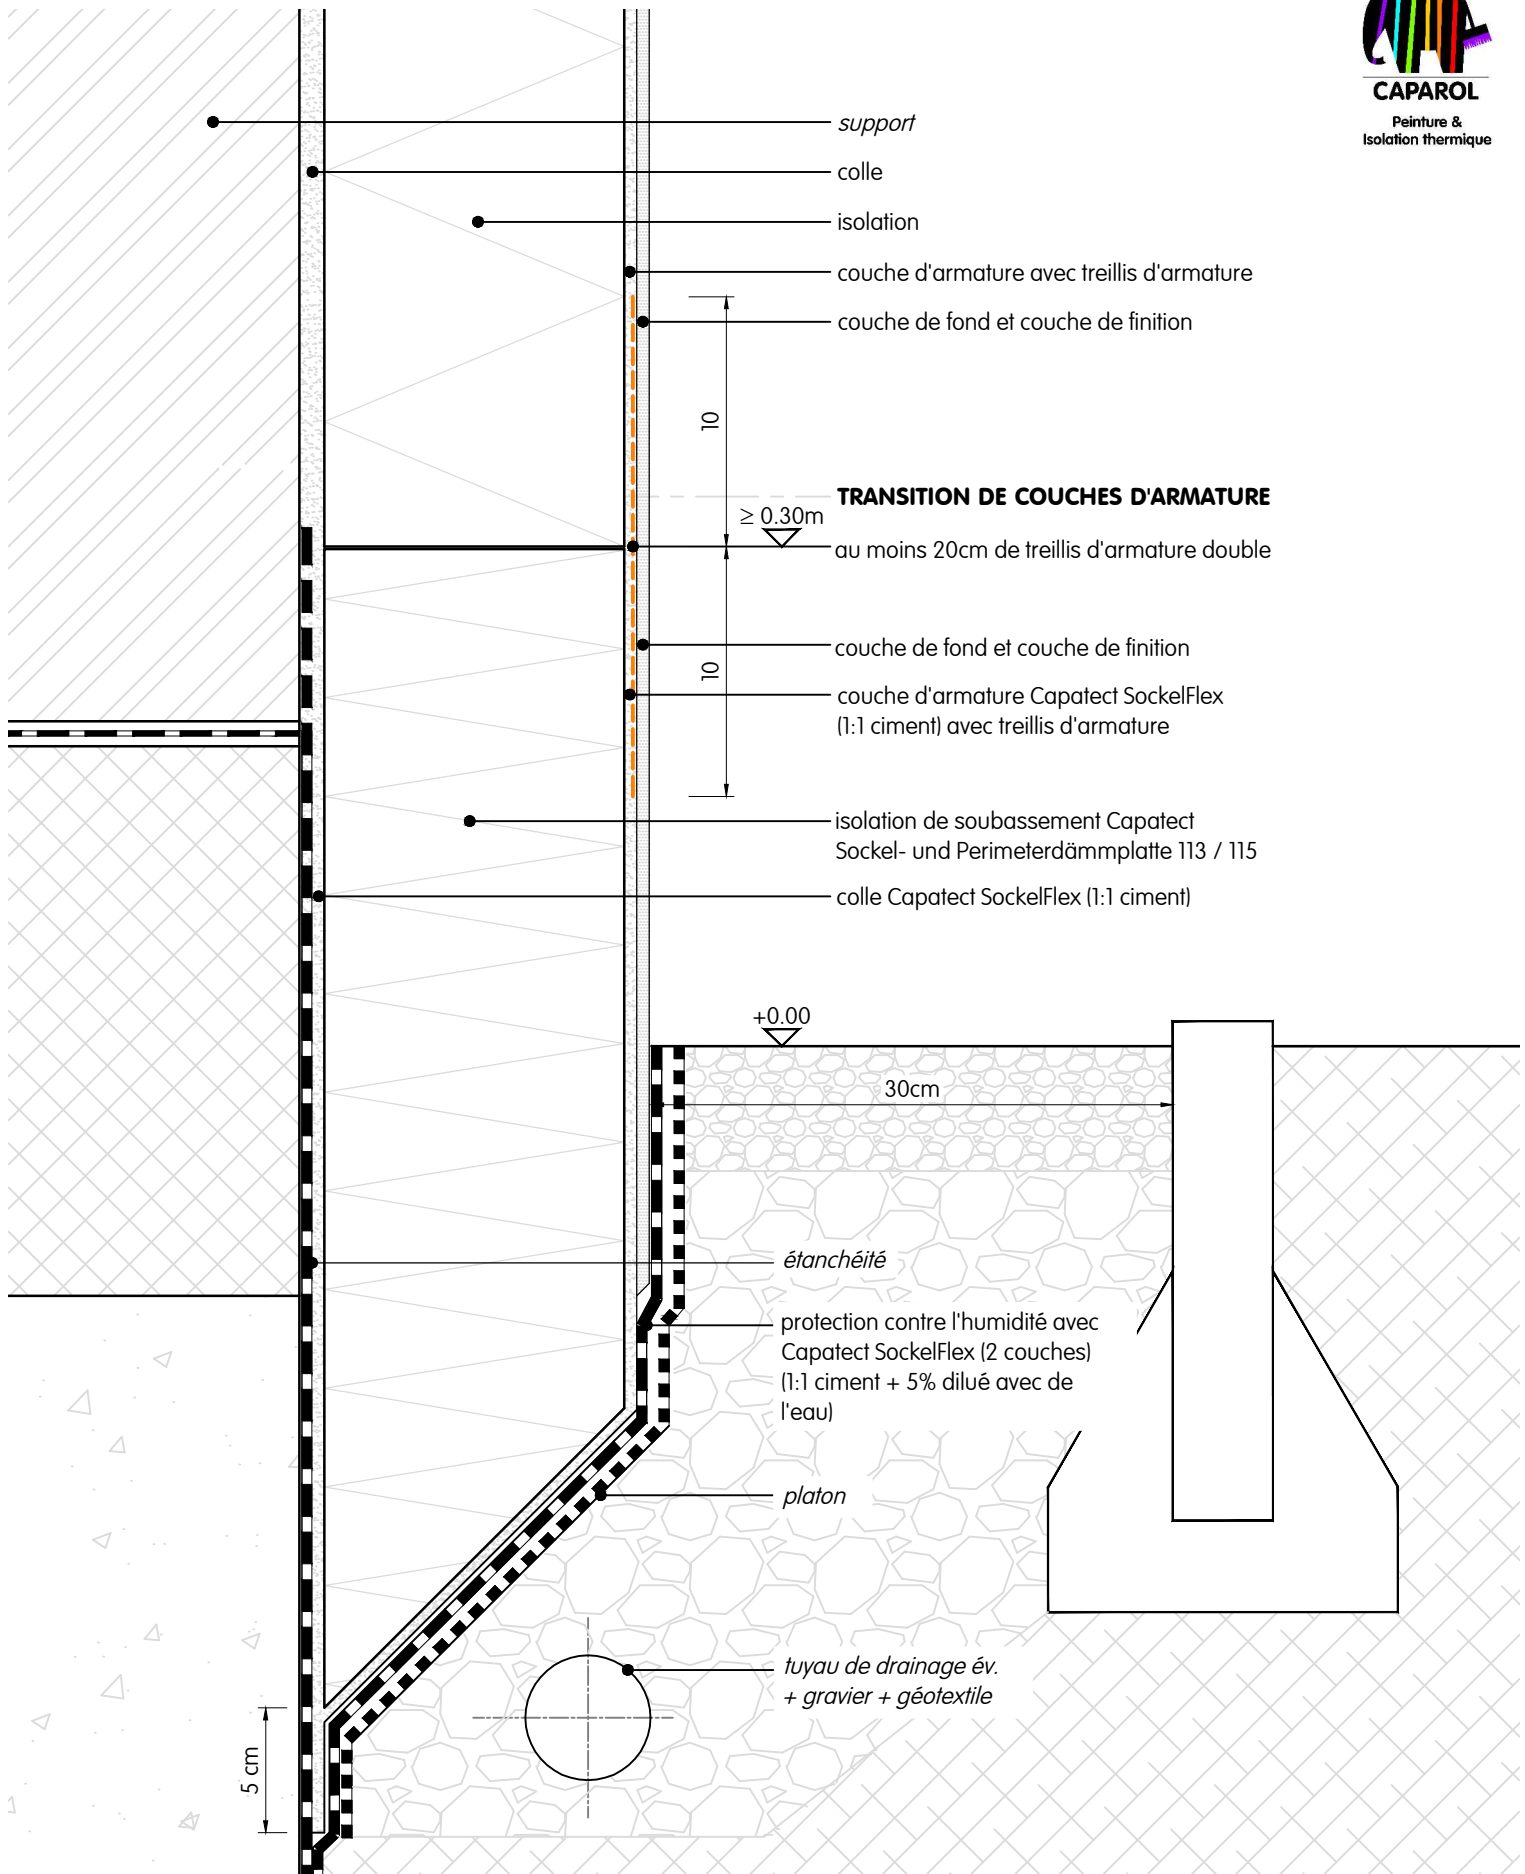 CAPAROL
Peinture &
Isolation thermique
support
colle
isolation
couche d'armature avec treillis d'armature
couche de fond et couche de finition
10
TRANSITION DE COUCHES D'ARMATURE
≥ 0.30m
au moins 20cm de treillis d'armature double
couche de fond et couche de finition
10
couche d'armature Capatect SockelFlex
(1:1 ciment) avec treillis d'armature
isolation de soubassement Capatect
Sockel- und Perimeterdämmplatte 113 / 115
colle Capatect SockelFlex (1:1 ciment)
+0.00
30cm
étanchéité
protection contre l'humidité avec
Capatect SockelFlex (2 couches)
(1:1 ciment + 5% dilué avec de
l'eau)
platon
tuyau de drainage év.
+ gravier + géotextile
5 cm